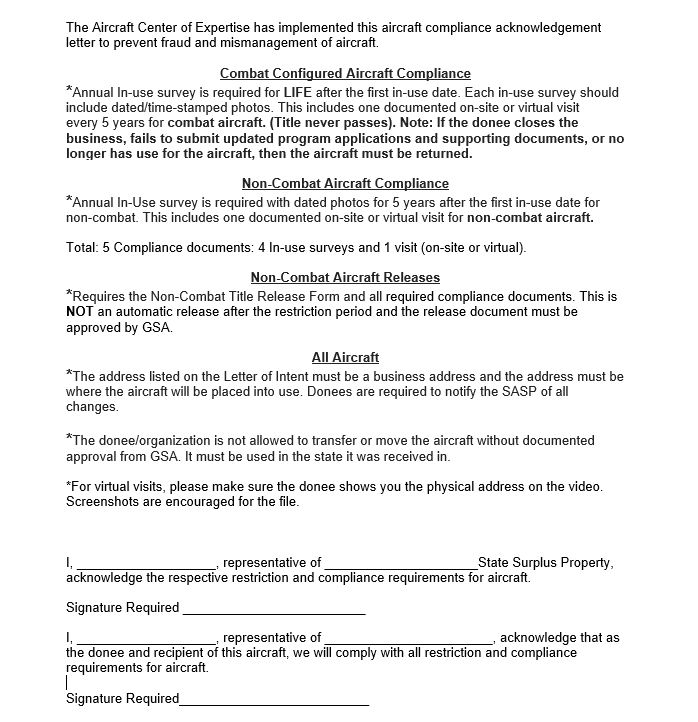 The Aircraft Center of Expertise has implemented this aircraft compliance acknowledgement
letter to prevent fraud and mismanagement of aircraft.
Combat Configured Aircraft Compliance
*Annual In-use survey is required for LIFE after the first in-use date. Each in-use survey should
include dated/time-stamped photos. This includes one documented on-site or virtual visit
every 5 years for combat aircraft. (Title never passes). Note: If the donee closes the
business, fails to submit updated program applications and supporting documents, or no
longer has use for the aircraft, then the aircraft must be returned.
Non-Combat Aircraft Compliance
*Annual In-Use survey is required with dated photos for 5 years after the first in-use date for
non-combat. This includes one documented on-site or virtual visit for non-combat aircraft.
Total: 5 Compliance documents: 4 In-use surveys and 1 visit (on-site or virtual).
Non-Combat Aircraft Releases
*Requires the Non-Combat Title Release Form and all required compliance documents. This is
NOT an automatic release after the restriction period and the release document must be
approved by GSA.
All Aircraft
*The address listed on the Letter of Intent must be a business address and the address must be
where the aircraft will be placed into use. Donees are required to notify the SASP of all
changes.
*The donee/organization is not allowed to transfer or move the aircraft without documented
approval from GSA. It must be used in the state it was received in.
*For virtual visits, please make sure the donee shows you the physical address on the video.
Screenshots are encouraged for the file.
I, ____________________, representative of ______________________State Surplus Property,
acknowledge the respective restriction and compliance requirements for aircraft.
Signature Required __________________________
I, ____________________, representative of ________________________, acknowledge that as
the donee and recipient of this aircraft, we will comply with all restriction and compliance
requirements for aircraft.
Signature Required___________________________